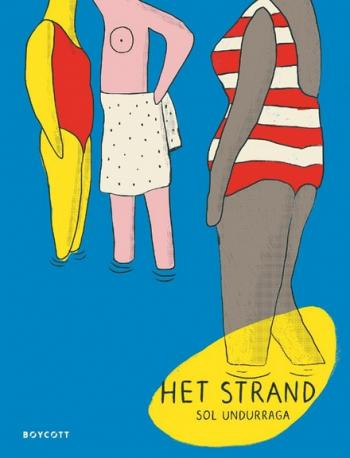 HET STRAND
SOL UNDURRAGA
BOYCOTT